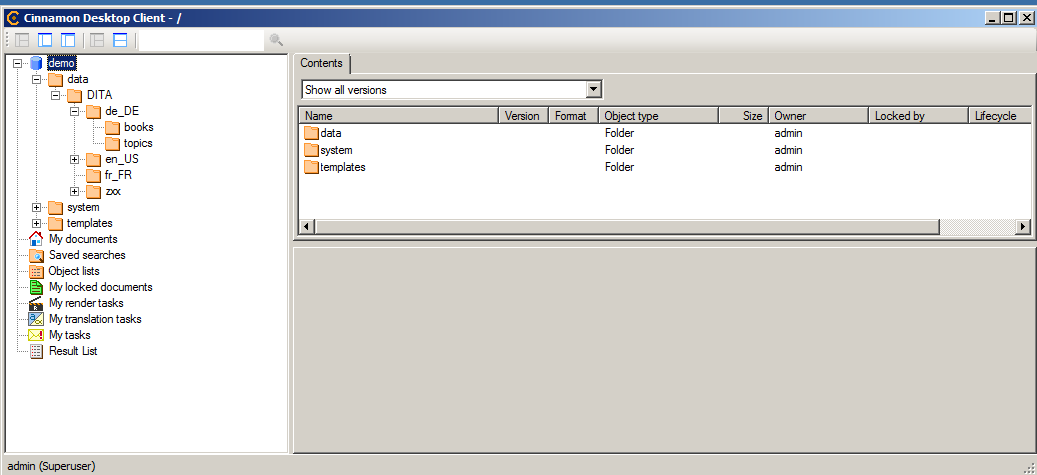 Cinnamon Desktop Client - /
demo
data
DITA
de_DE
books
topics
en_US
fr_FR
zxx
system
templates
My documents
Saved searches
Object lists
My locked documents
My render tasks
My translation tasks
My tasks
Result List
Contents
Show all versions
Name Version Format Object type Size Owner Locked by Lifecycle
data Folder admin
system Folder admin
templates Folder admin
admin (Superuser)